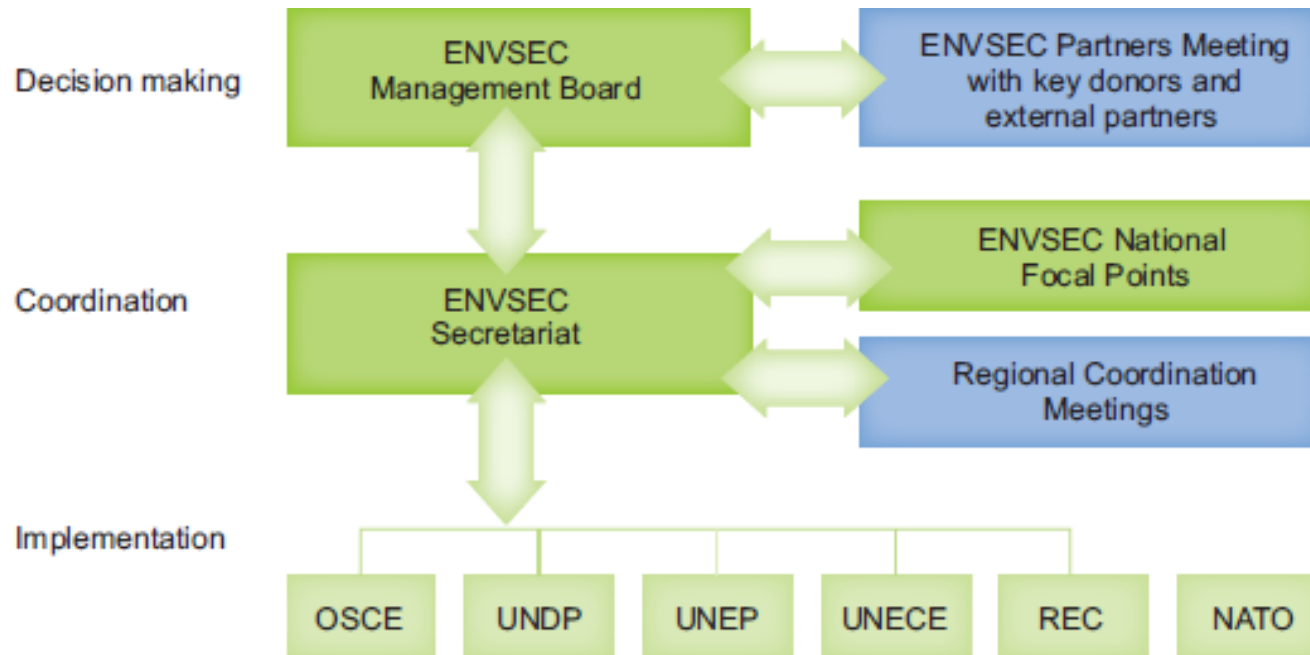 Decision making
ENVSEC
Management Board
ENVSEC Partners Meeting
with key donors and
external partners
Coordination
ENVSEC
Secretariat
ENVSEC National
Focal Points
Regional Coordination
Meetings
Implementation
OSCE
UNDP
UNEP
UNECE
REC
NATO